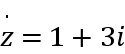 ż = 1 + 3i